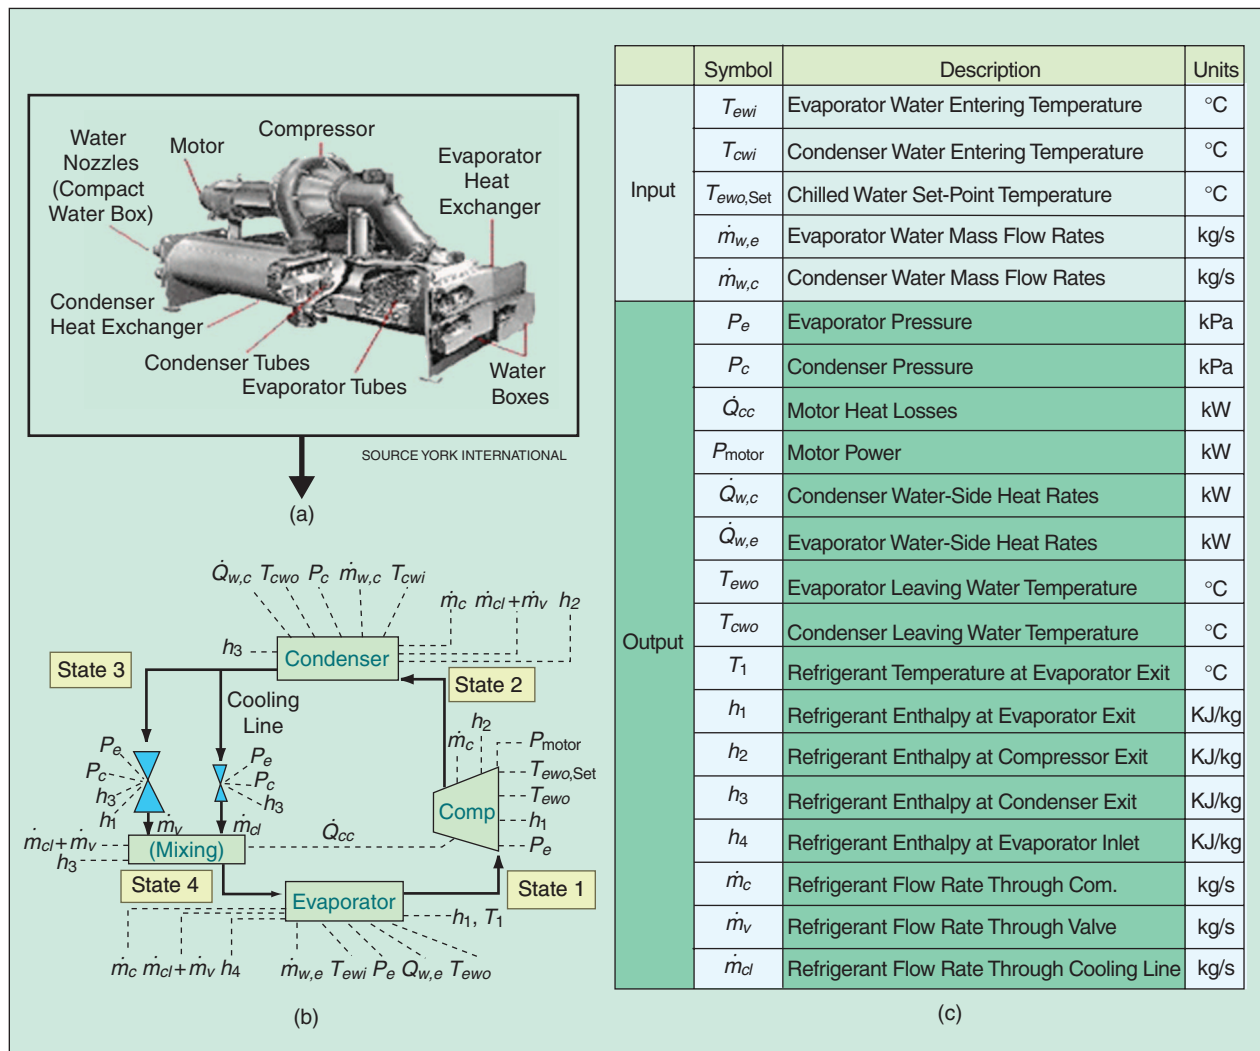 Water
Nozzles
(Compact
Water Box)
Motor
Compressor
Evaporator
Heat
Exchanger
Condenser
Heat Exchanger
Condenser Tubes
Evaporator Tubes
Water
Boxes
SOURCE YORK INTERNATIONAL
(a)
Q̇w,c Tcwo Pc ṁw,c Tcwi
ṁc ṁcl+ṁv h2
h3
Condenser
State 3
State 2
Cooling
Line
h2
ṁc
Pmotor
Tewo,Set
Tewo
h1
Pe
Comp
Pe
Pc
h3
h1
Pe
Pc
h3
ṁv
ṁcl
Q̇cc
ṁcl+ṁv
h3
(Mixing)
State 4
State 1
Evaporator
h1, T1
ṁc ṁcl+ṁv h4 ṁw,e Tewi Pe Qw,e Tewo
(b)
Symbol Description Units
Input
Tewi Evaporator Water Entering Temperature °C
Tcwi Condenser Water Entering Temperature °C
Tewo,Set Chilled Water Set-Point Temperature °C
ṁw,e Evaporator Water Mass Flow Rates kg/s
ṁw,c Condenser Water Mass Flow Rates kg/s
Output
Pe Evaporator Pressure kPa
Pc Condenser Pressure kPa
Q̇cc Motor Heat Losses kW
Pmotor Motor Power kW
Q̇w,c Condenser Water-Side Heat Rates kW
Q̇w,e Evaporator Water-Side Heat Rates kW
Tewo Evaporator Leaving Water Temperature °C
Tcwo Condenser Leaving Water Temperature °C
T1 Refrigerant Temperature at Evaporator Exit °C
h1 Refrigerant Enthalpy at Evaporator Exit KJ/kg
h2 Refrigerant Enthalpy at Compressor Exit KJ/kg
h3 Refrigerant Enthalpy at Condenser Exit KJ/kg
h4 Refrigerant Enthalpy at Evaporator Inlet KJ/kg
ṁc Refrigerant Flow Rate Through Com. kg/s
ṁv Refrigerant Flow Rate Through Valve kg/s
ṁcl Refrigerant Flow Rate Through Cooling Line kg/s
(c)